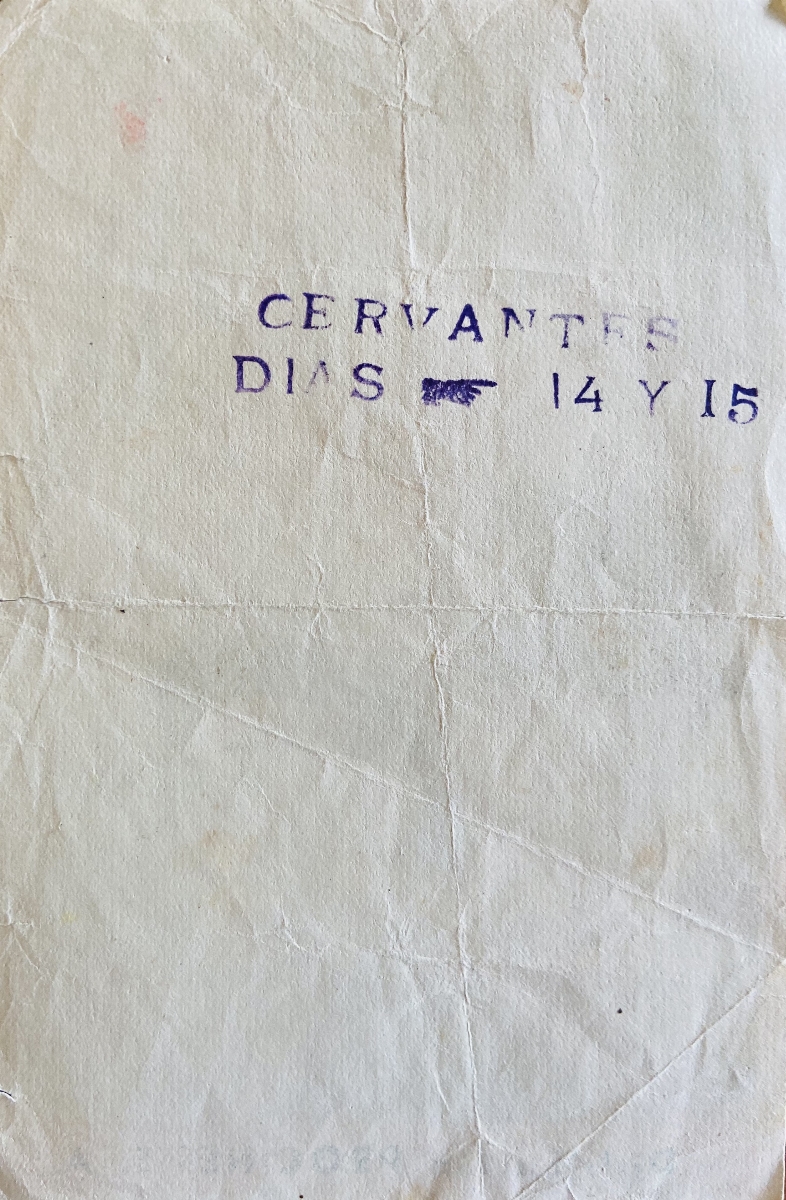 CERVANTES
DIAS ☛ 14 Y 15